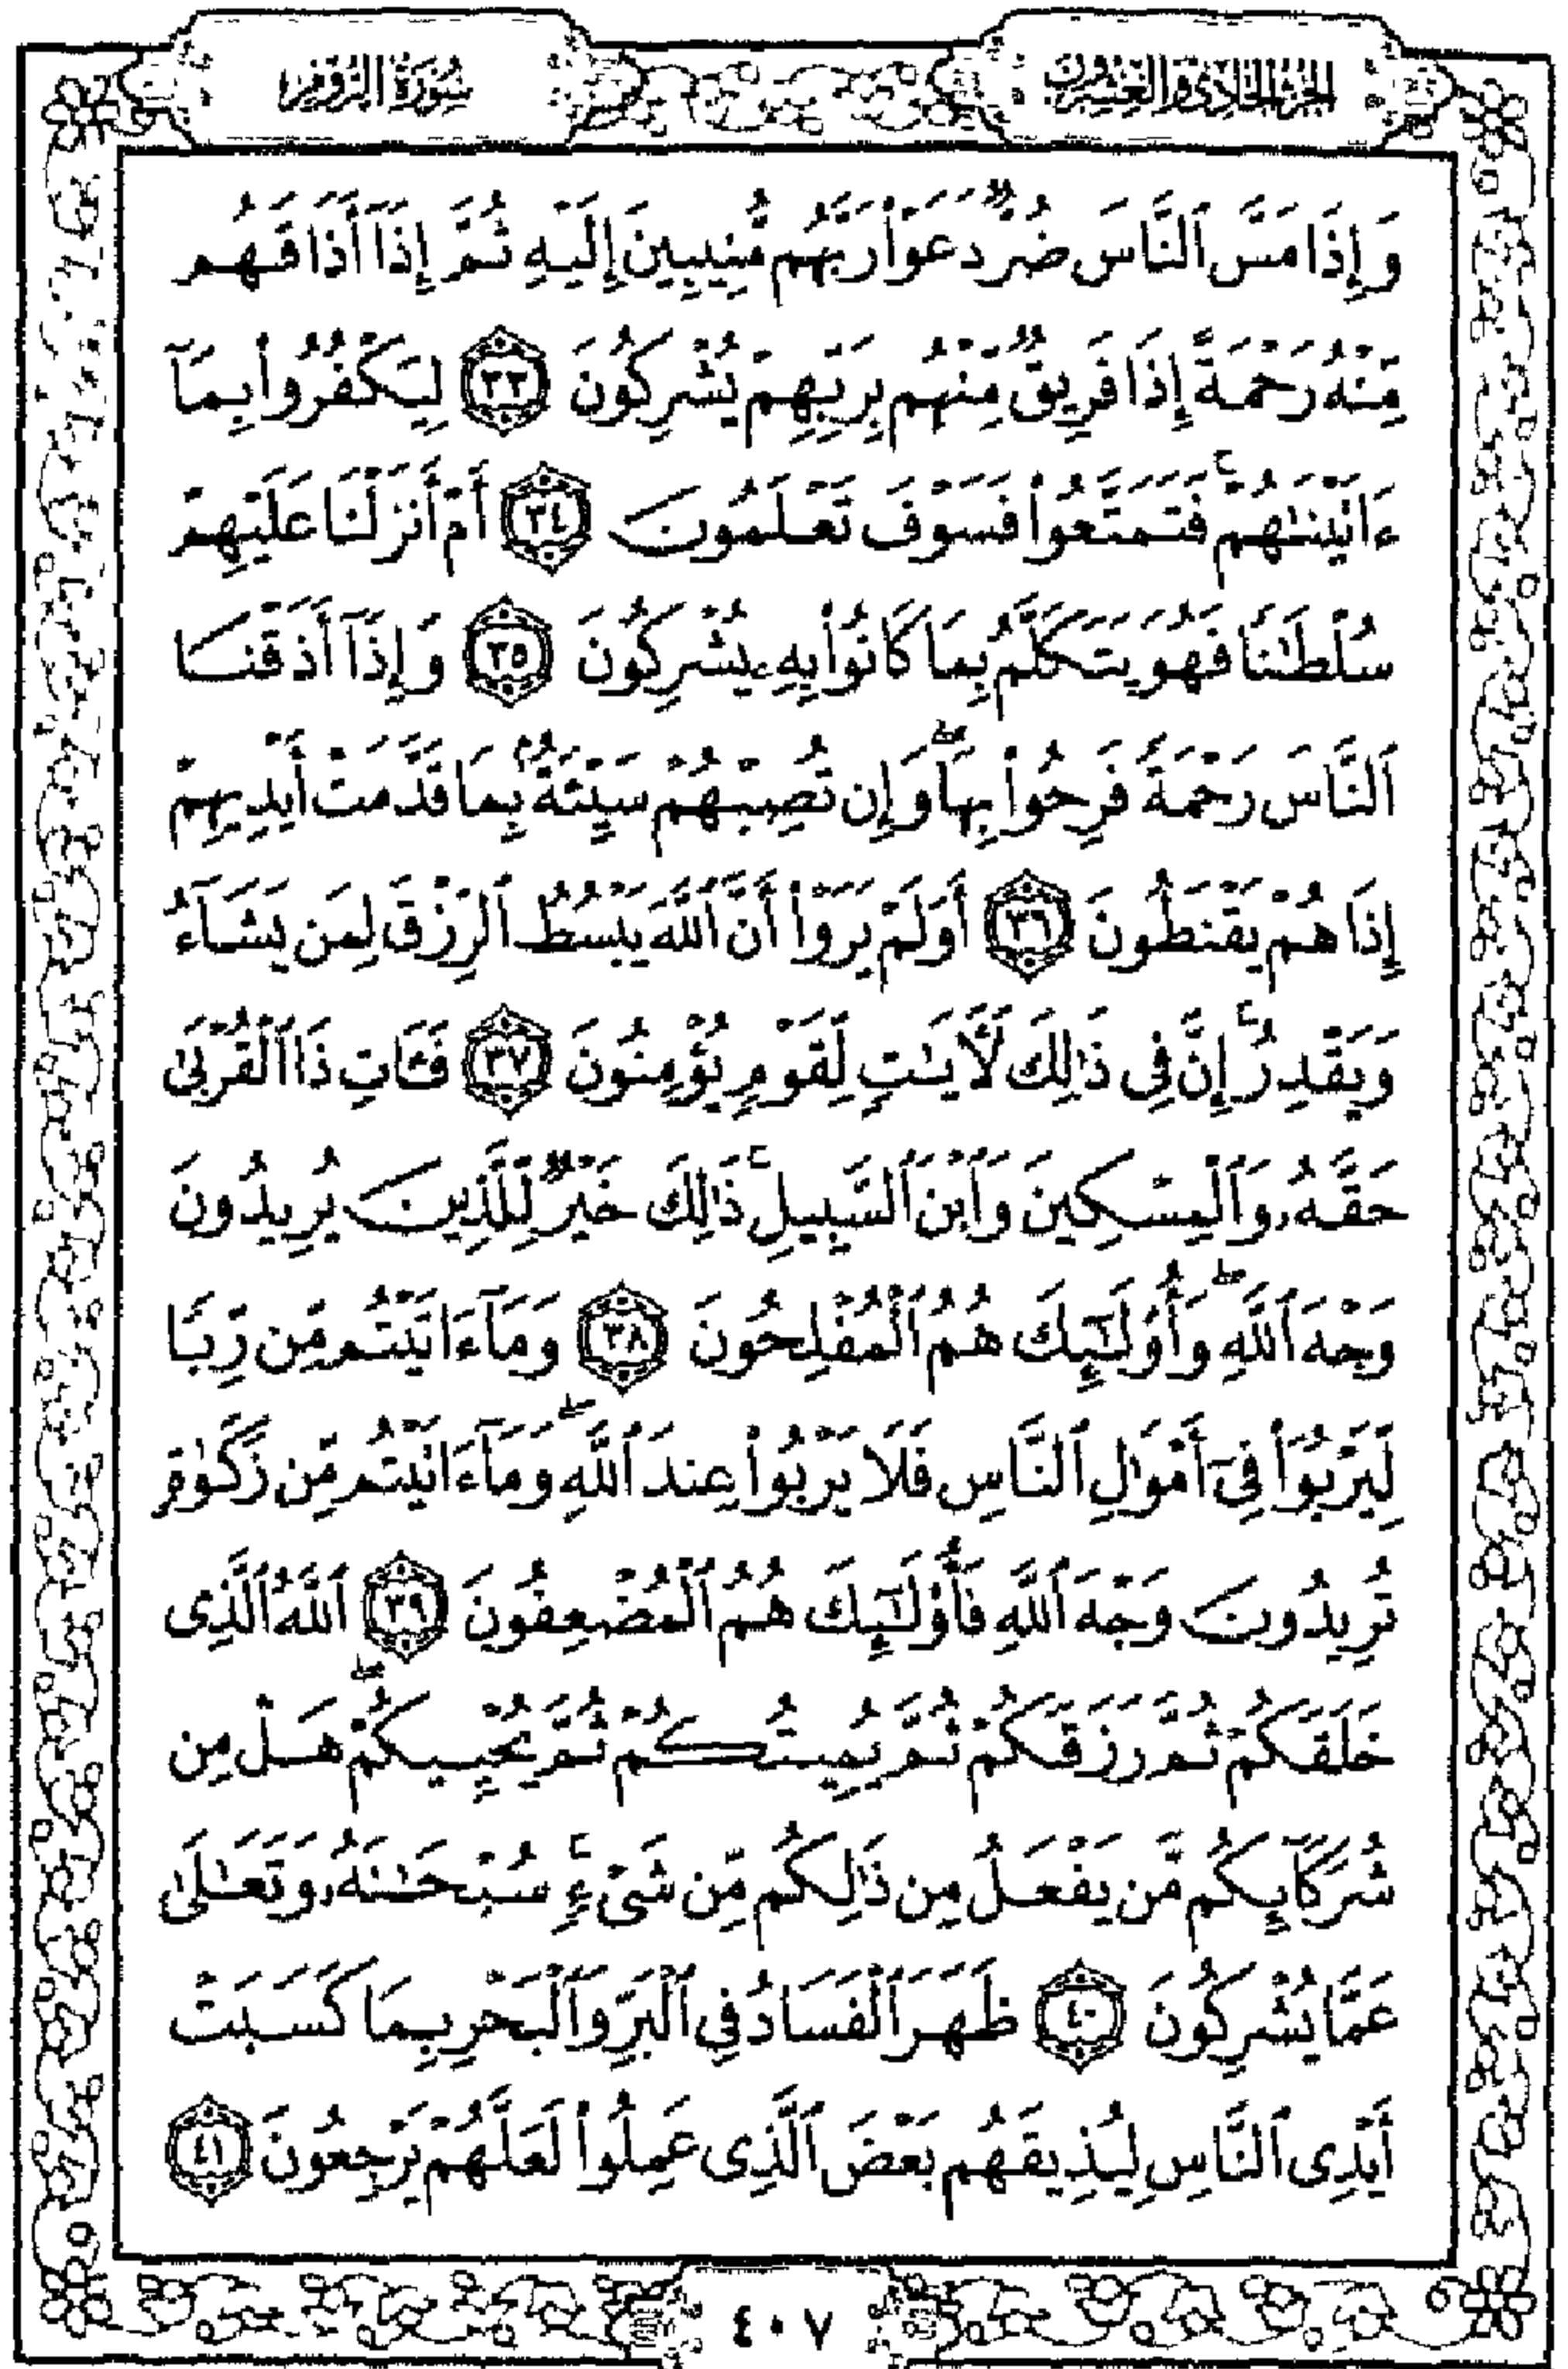 الجزء الحادي والعشرون
سورة الروم
وَإِذَا مَسَّ ٱلنَّاسَ ضُرٌّ دَعَوْا۟ رَبَّهُم مُّنِيبِينَ إِلَيْهِ ثُمَّ إِذَآ أَذَاقَهُم
مِّنْهُ رَحْمَةً إِذَا فَرِيقٌ مِّنْهُم بِرَبِّهِمْ يُشْرِكُونَ ٣٣ لِيَكْفُرُوا۟ بِمَآ
ءَاتَيْنَٰهُمْ ۚ فَتَمَتَّعُوا۟ فَسَوْفَ تَعْلَمُونَ ٣٤ أَمْ أَنزَلْنَا عَلَيْهِمْ
سُلْطَٰنًا فَهُوَ يَتَكَلَّمُ بِمَا كَانُوا۟ بِهِۦ يُشْرِكُونَ ٣٥ وَإِذَآ أَذَقْنَا
ٱلنَّاسَ رَحْمَةً فَرِحُوا۟ بِهَا ۖ وَإِن تُصِبْهُمْ سَيِّئَةٌۢ بِمَا قَدَّمَتْ أَيْدِيهِمْ
إِذَا هُمْ يَقْنَطُونَ ٣٦ أَوَلَمْ يَرَوْا۟ أَنَّ ٱللَّهَ يَبْسُطُ ٱلرِّزْقَ لِمَن يَشَآءُ
وَيَقْدِرُ ۚ إِنَّ فِى ذَٰلِكَ لَـَٔايَٰتٍ لِّقَوْمٍ يُؤْمِنُونَ ٣٧ فَـَٔاتِ ذَا ٱلْقُرْبَىٰ
حَقَّهُۥ وَٱلْمِسْكِينَ وَٱبْنَ ٱلسَّبِيلِ ۚ ذَٰلِكَ خَيْرٌ لِّلَّذِينَ يُرِيدُونَ
وَجْهَ ٱللَّهِ ۖ وَأُو۟لَٰٓئِكَ هُمُ ٱلْمُفْلِحُونَ ٣٨ وَمَآ ءَاتَيْتُم مِّن رِّبًا
لِّيَرْبُوَا۟ فِىٓ أَمْوَٰلِ ٱلنَّاسِ فَلَا يَرْبُوا۟ عِندَ ٱللَّهِ ۖ وَمَآ ءَاتَيْتُم مِّن زَكَوٰةٍ
تُرِيدُونَ وَجْهَ ٱللَّهِ فَأُو۟لَٰٓئِكَ هُمُ ٱلْمُضْعِفُونَ ٣٩ ٱللَّهُ ٱلَّذِى
خَلَقَكُمْ ثُمَّ رَزَقَكُمْ ثُمَّ يُمِيتُكُمْ ثُمَّ يُحْيِيكُمْ ۖ هَلْ مِن
شُرَكَآئِكُم مَّن يَفْعَلُ مِن ذَٰلِكُم مِّن شَىْءٍ ۚ سُبْحَٰنَهُۥ وَتَعَٰلَىٰ
عَمَّا يُشْرِكُونَ ٤٠ ظَهَرَ ٱلْفَسَادُ فِى ٱلْبَرِّ وَٱلْبَحْرِ بِمَا كَسَبَتْ
أَيْدِى ٱلنَّاسِ لِيُذِيقَهُم بَعْضَ ٱلَّذِى عَمِلُوا۟ لَعَلَّهُمْ يَرْجِعُونَ ٤١
٤٠٧